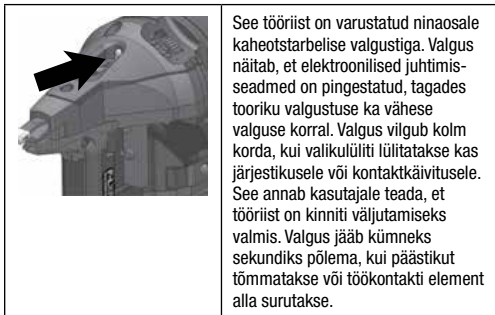 See tööriist on varustatud ninaosale
kaheotstarbelise valgustiga. Valgus
näitab, et elektroonilised juhtimis-
seadmed on pingestatud, tagades
tooriku valgustuse ka vähese
valguse korral. Valgus vilgub kolm
korda, kui valikulüliti lülitatakse kas
järjestikusele või kontaktkäivitusele.
See annab kasutajale teada, et
tööriist on kinniti väljutamiseks
valmis. Valgus jääb kümneks
sekundiks põlema, kui päästikut
tõmmatakse või töökontakti element
alla surutakse.